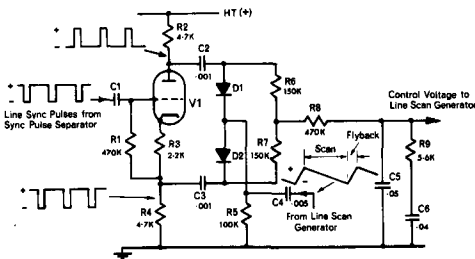 HT(+)
R2
4·7K
C2
·001
+
-
D1
R6
150K
Control Voltage to
Line Scan Generator
C1
V1
R8
470K
Line Sync Pulses from
Sync Pulse Separator
R1
470K
R3
2·2K
D2
R7
150K
Scan
Flyback
R9
5·6K
C3
·001
C4
·005
C5
·05
R4
4·7K
R5
100K
From Line Scan
Generator
C6
·04